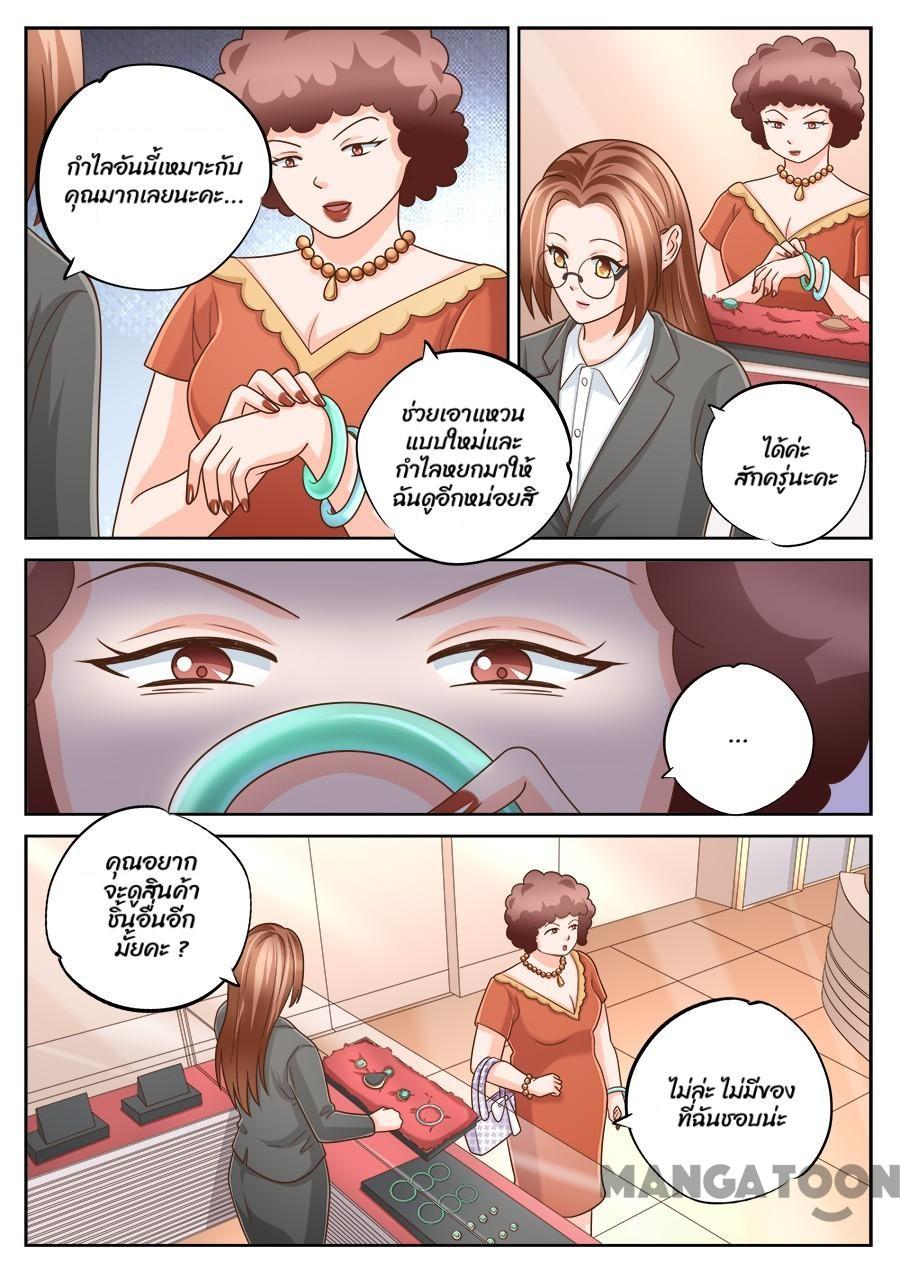 กำไลอันนี้เหมาะกับ
คุณมากเลยนะคะ...
ช่วยเอาแหวน
แบบใหม่และ
กำไลหยกมาให้
ฉันดูอีกหน่อยสิ
ได้ค่ะ
สักครู่นะคะ
...
คุณอยาก
จะดูสินค้า
ชิ้นอื่นอีก
มั้ยคะ ?
ไม่ล่ะ ไม่มีของ
ที่ฉันชอบน่ะ
MANGATOON